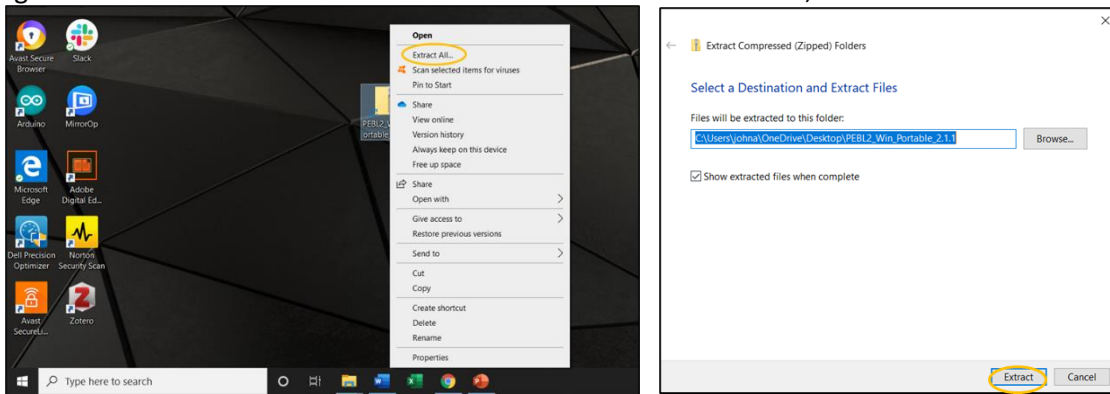 Avast Secure
Browser
Slack
Arduino
MirrorOp
Microsoft
Edge
Adobe
Digital Ed...
Dell Precision
Optimizer
Norton
Security Scan
Avast
SecureLi...
Zotero
Type here to search
Open
Extract All...
Scan selected items for viruses
Pin to Start
Share
View online
Version history
Always keep on this device
Free up space
Share
Open with
Give access to
Restore previous versions
Send to
Cut
Copy
Create shortcut
Delete
Rename
Properties
Extract Compressed (Zipped) Folders
Select a Destination and Extract Files
Files will be extracted to this folder:
C:\Users\johna\OneDrive\Desktop\PEBL2_Win_Portable_2.1.1
Browse...
Show extracted files when complete
Extract
Cancel